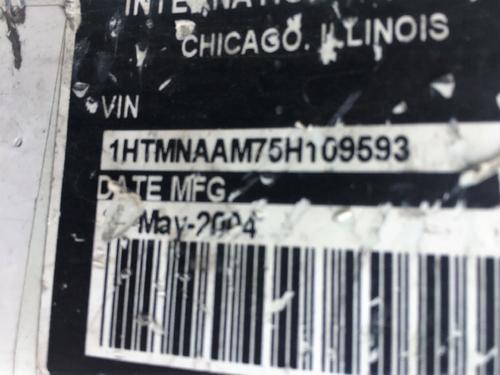 CHICAGO, ILLINOIS
VIN
1HTMNAAM75H109593
DATE MFG
May-2004